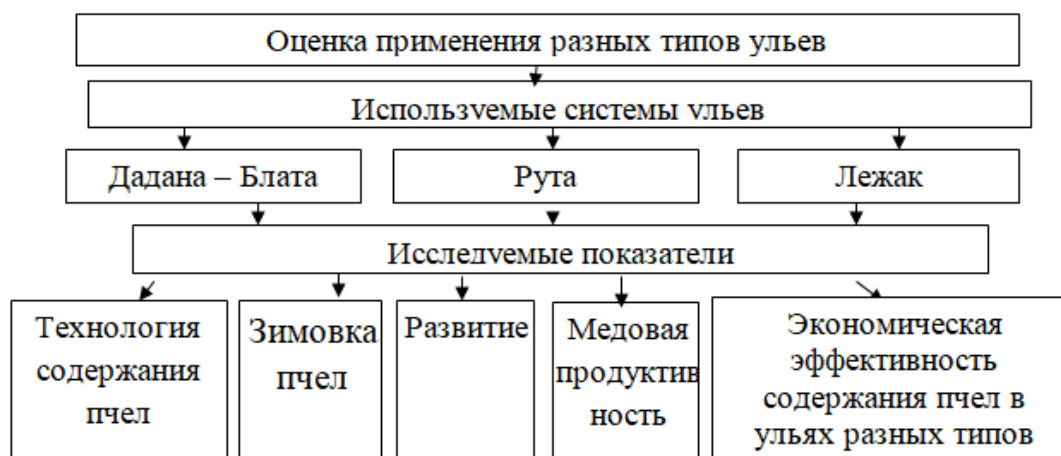 Оценка применения разных типов ульев
Используемые системы ульев
Дадана – Блата
Рута
Лежак
Исследуемые показатели
Технология
содержания
пчел
Зимовка
пчел
Развитие
Медовая
продуктив
ность
Экономическая
эффективность
содержания пчел в
ульях разных типов